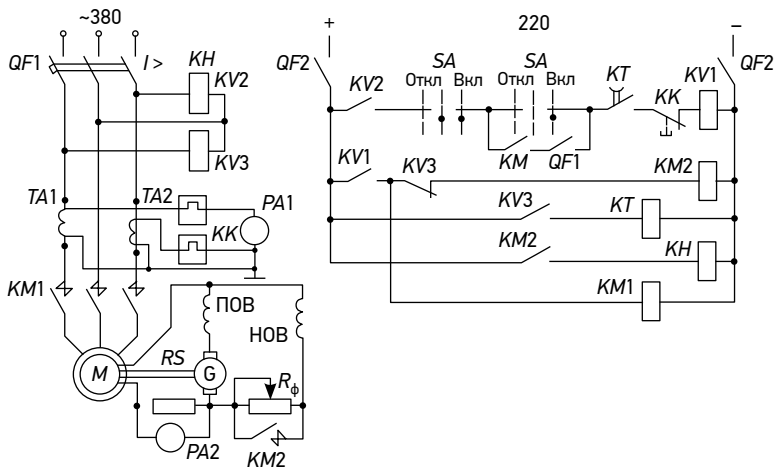 ~380
QF1
I >
KH
KV2
KV3
TA1
TA2
PA1
KK
KM1
ПОВ
НОВ
RS
M
G
Rф
PA2
KM2
220
+
–
QF2
QF2
KV2
SA
Откл
Вкл
SA
Откл
Вкл
KT
KK
KV1
KM
QF1
KV1
KV3
KM2
KV3
KT
KM2
KH
KM1